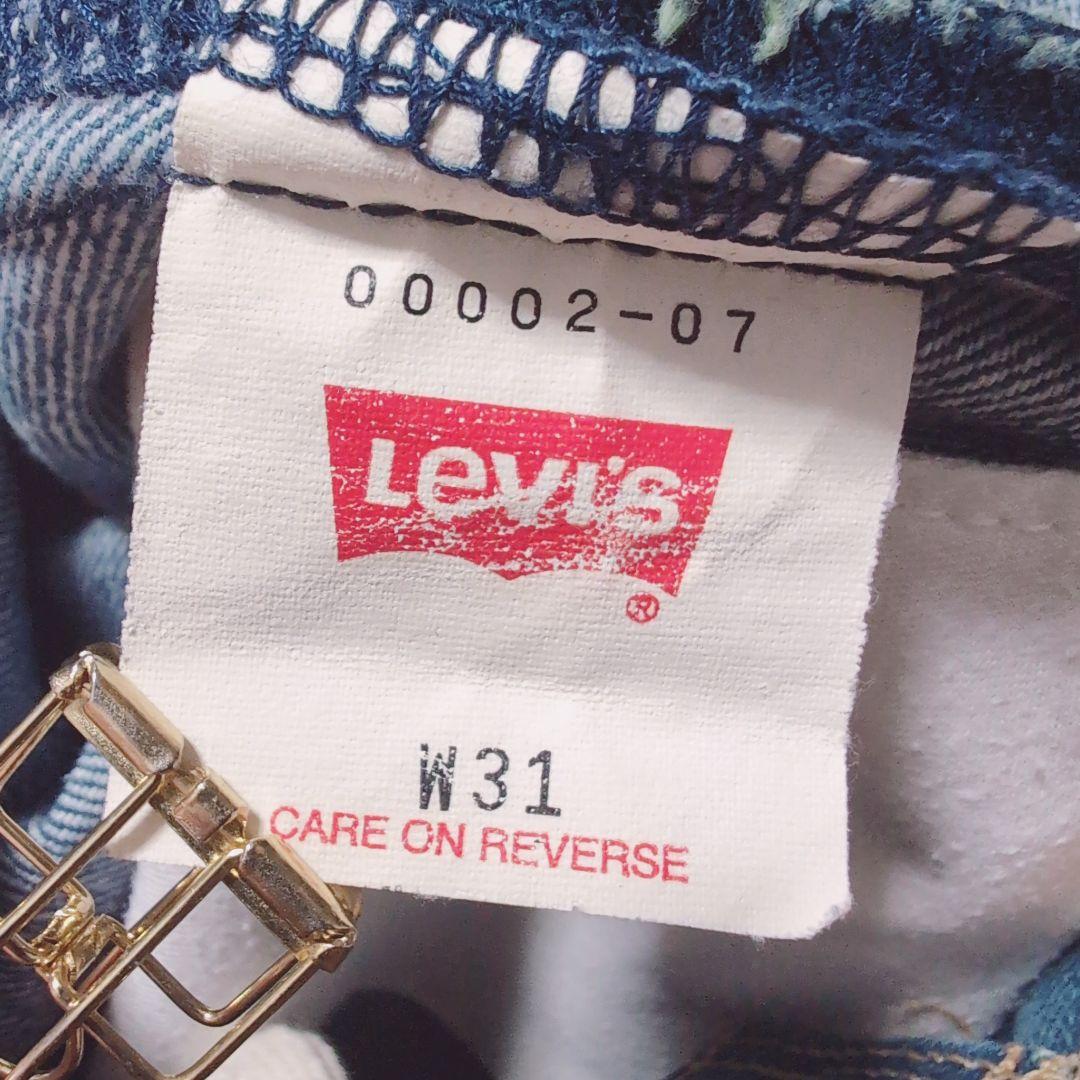 00002-07
Levi's
®
W31
CARE ON REVERSE